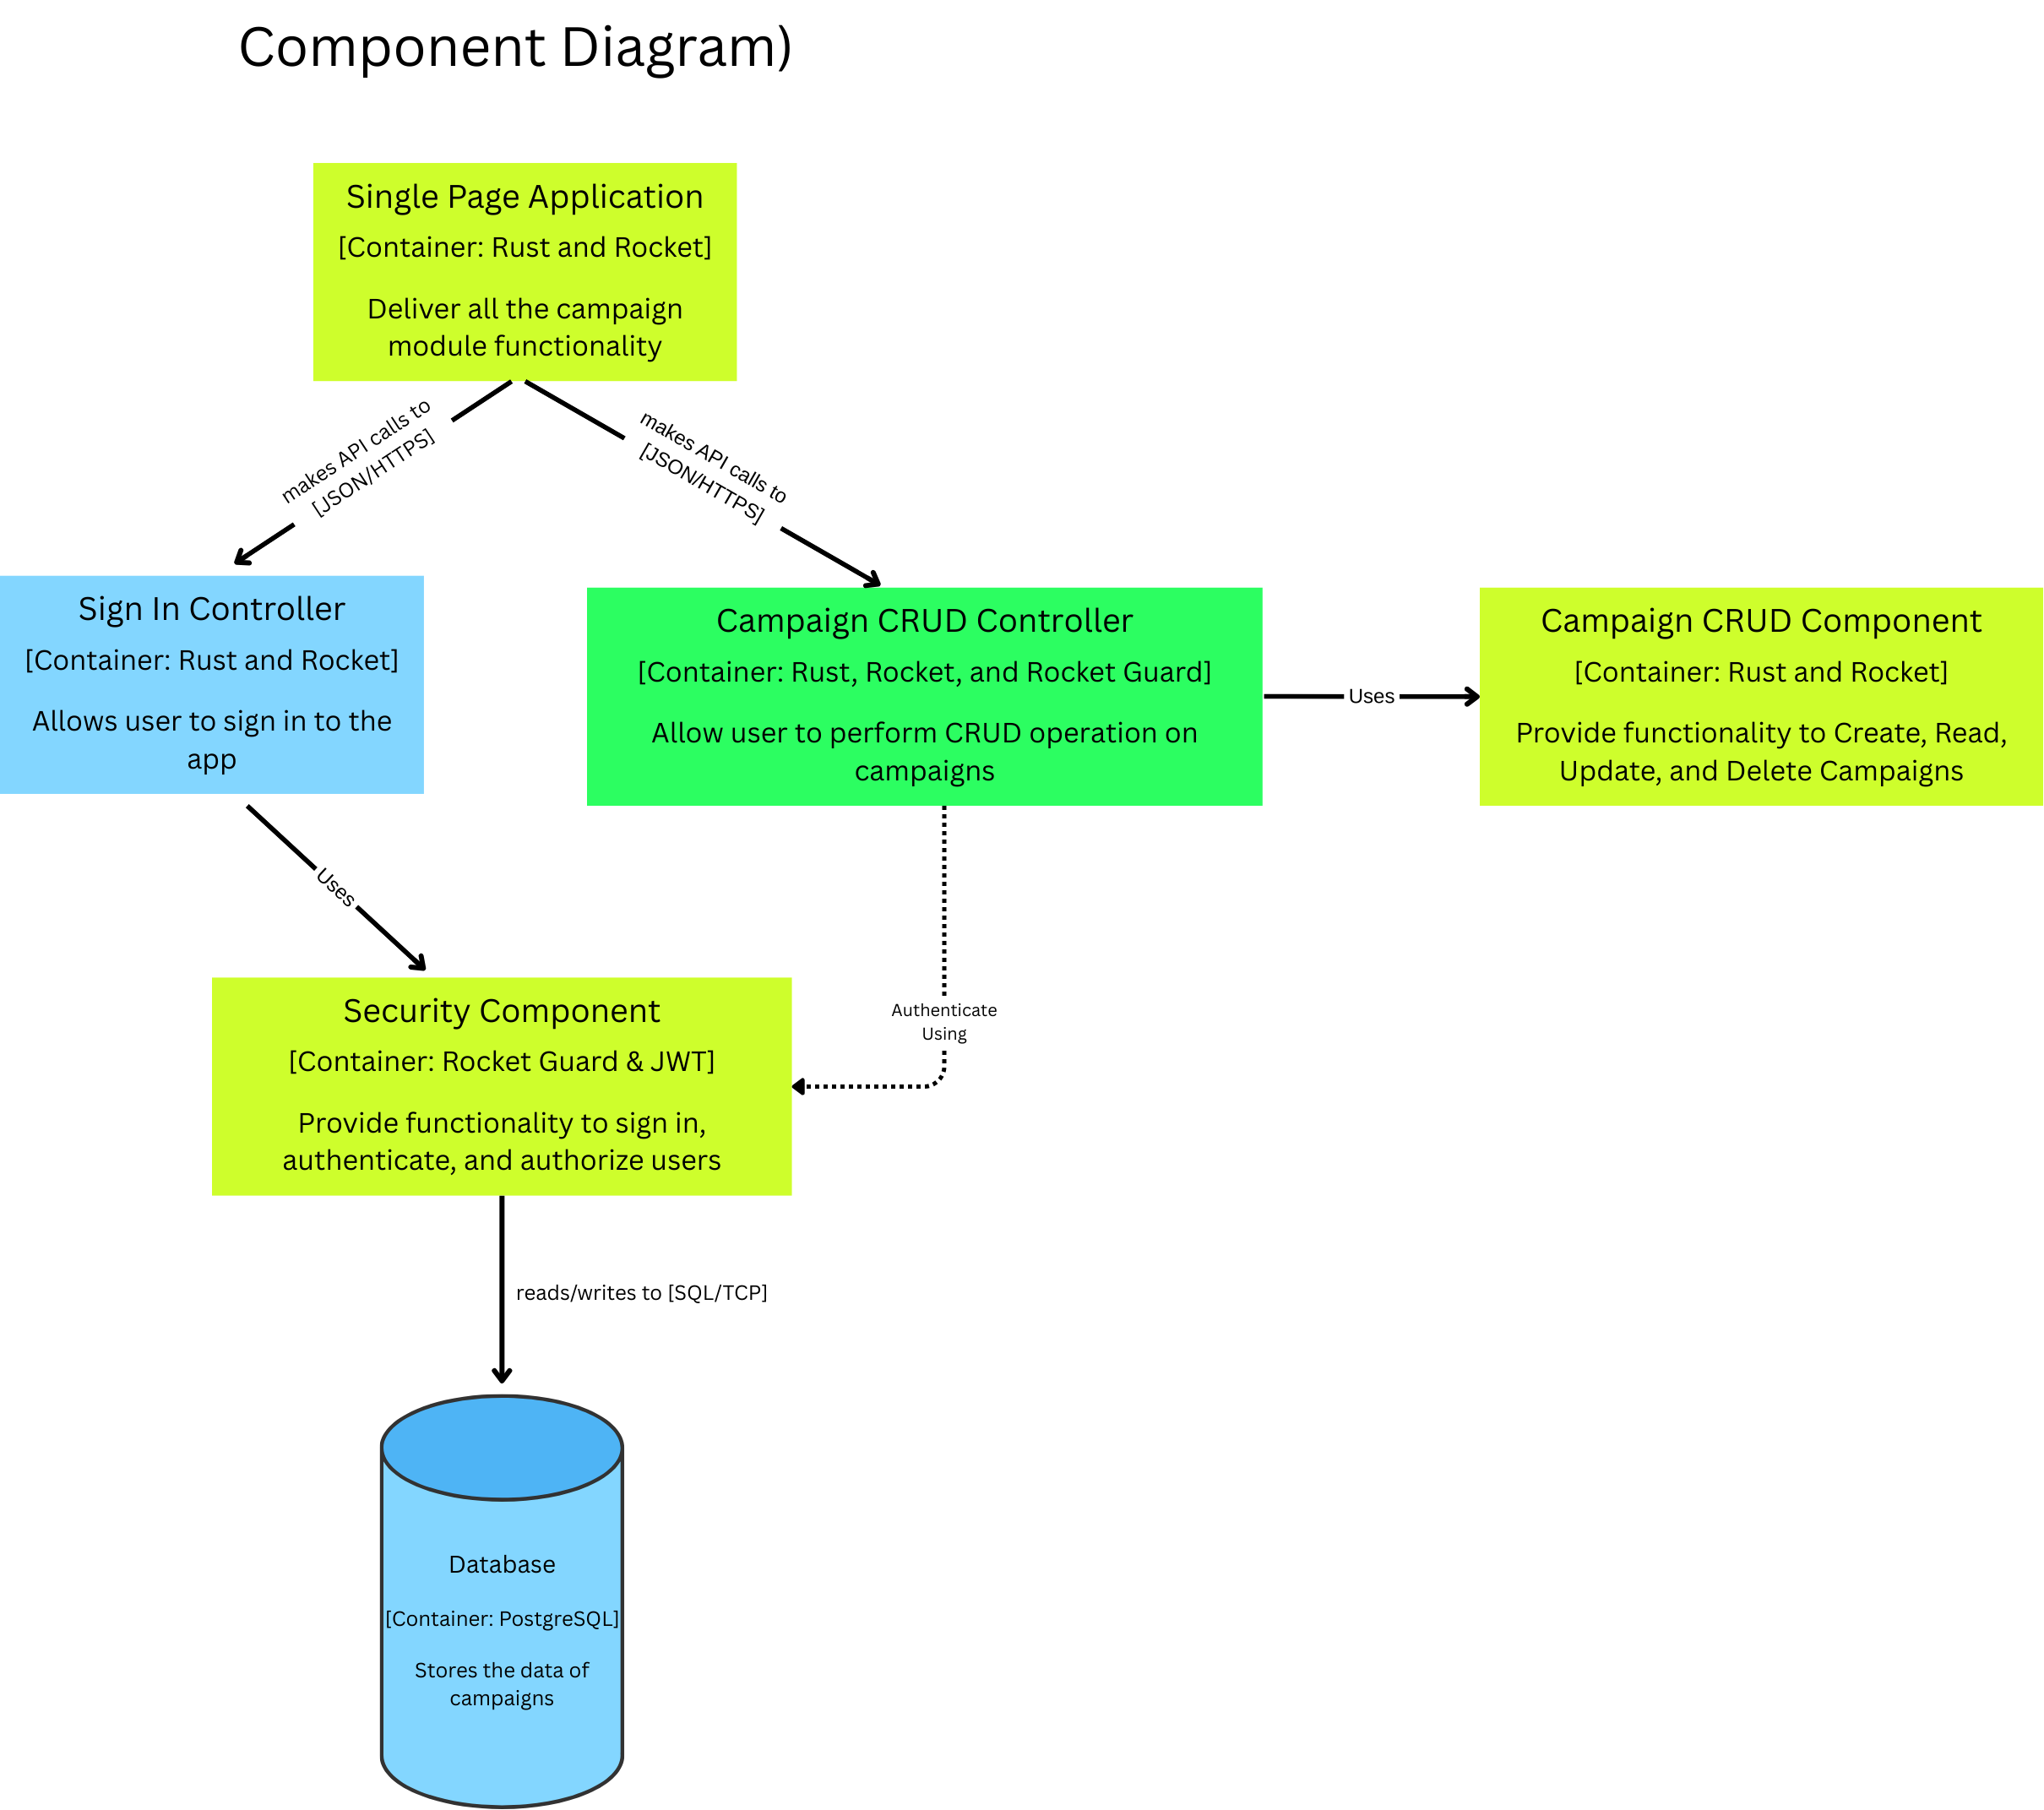 Component Diagram)
Single Page Application
[Container: Rust and Rocket]
Deliver all the campaign
module functionality
makes API calls to
[JSON/HTTPS]
makes API calls to
[JSON/HTTPS]
Sign In Controller
[Container: Rust and Rocket]
Allows user to sign in to the
app
Campaign CRUD Controller
[Container: Rust, Rocket, and Rocket Guard]
Allow user to perform CRUD operation on
campaigns
Uses
Campaign CRUD Component
[Container: Rust and Rocket]
Provide functionality to Create, Read,
Update, and Delete Campaigns
Uses
Authenticate
Using
Security Component
[Container: Rocket Guard & JWT]
Provide functionality to sign in,
authenticate, and authorize users
reads/writes to [SQL/TCP]
Database
[Container: PostgreSQL]
Stores the data of
campaigns